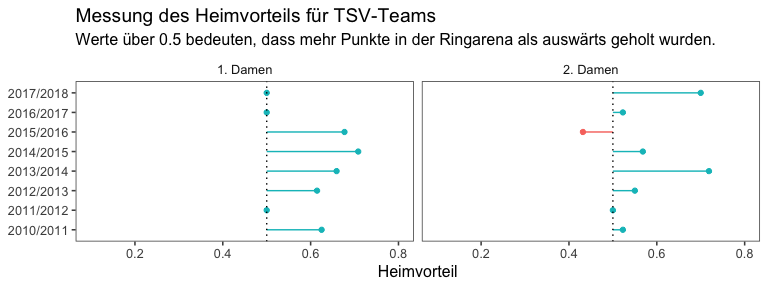 Messung des Heimvorteils für TSV-Teams
Werte über 0.5 bedeuten, dass mehr Punkte in der Ringarena als auswärts geholt wurden.
1. Damen
2. Damen
2017/2018
2016/2017
2015/2016
2014/2015
2013/2014
2012/2013
2011/2012
2010/2011
0.2 0.4 0.6 0.8 0.2 0.4 0.6 0.8
Heimvorteil